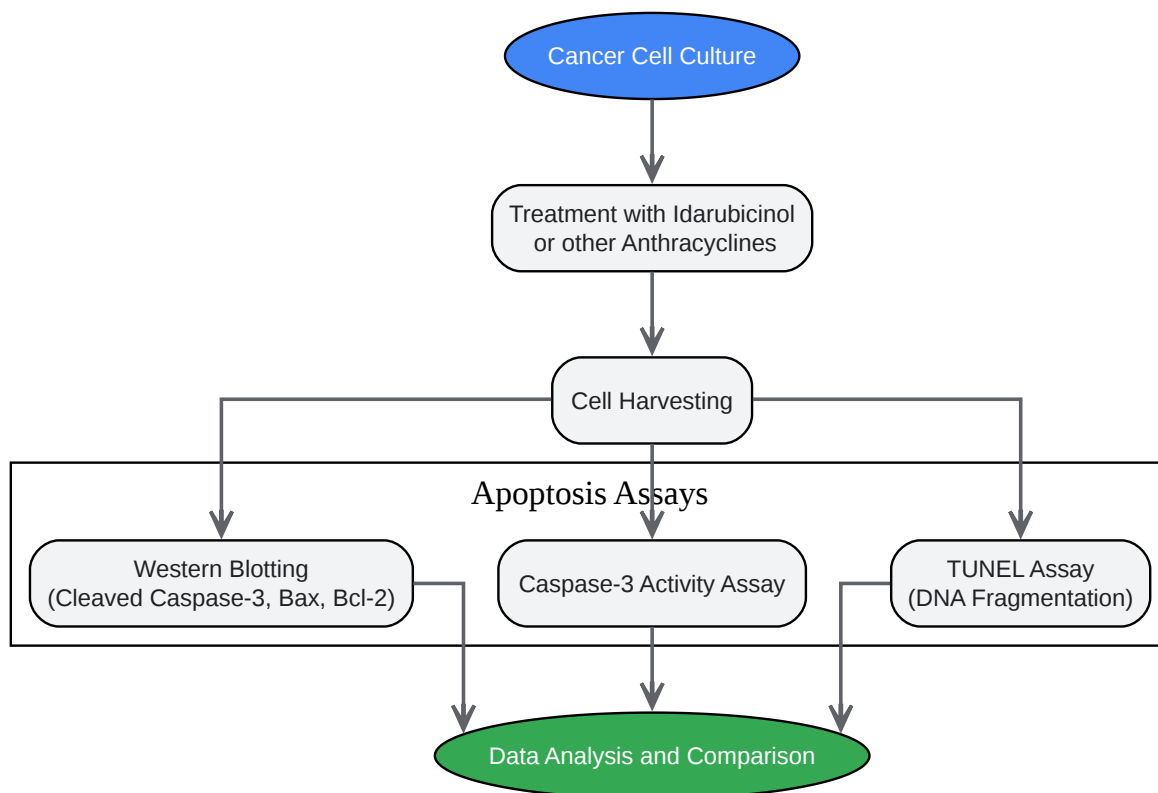 Cancer Cell Culture
Treatment with Idarubicinol
or other Anthracyclines
Cell Harvesting
Apoptosis Assays
Western Blotting
(Cleaved Caspase-3, Bax, Bcl-2)
Caspase-3 Activity Assay
TUNEL Assay
(DNA Fragmentation)
Data Analysis and Comparison